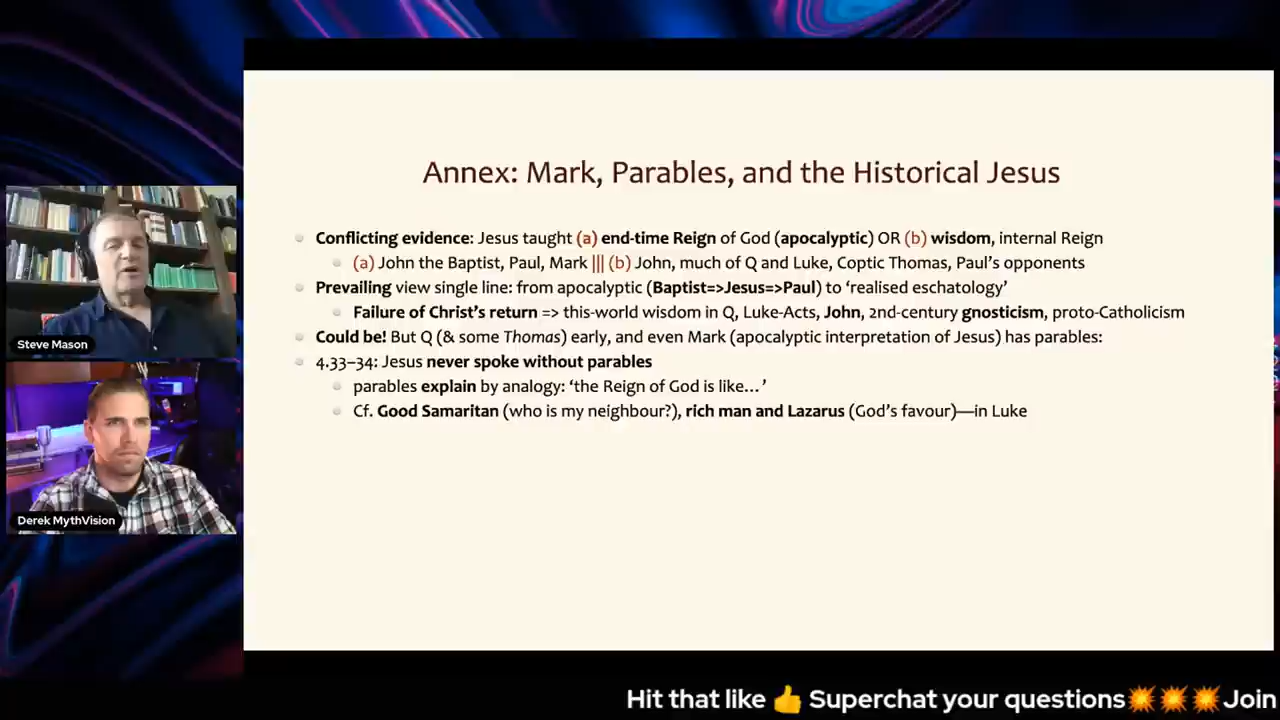 Annex: Mark, Parables, and the Historical Jesus
Conflicting evidence: Jesus taught (a) end-time Reign of God (apocalyptic) OR (b) wisdom, internal Reign
(a) John the Baptist, Paul, Mark ||| (b) John, much of Q and Luke, Coptic Thomas, Paul's opponents
Prevailing view single line: from apocalyptic (Baptist=>Jesus=>Paul) to ‘realised eschatology’
Failure of Christ's return => this-world wisdom in Q, Luke-Acts, John, 2nd-century gnosticism, proto-Catholicism
Could be! But Q (& some Thomas) early, and even Mark (apocalyptic interpretation of Jesus) has parables:
4.33–34: Jesus never spoke without parables
parables explain by analogy: ‘the Reign of God is like…’
Cf. Good Samaritan (who is my neighbour?), rich man and Lazarus (God's favour)—in Luke
Steve Mason
Derek MythVision
Hit that like 👍 Superchat your questions💥💥💥Join